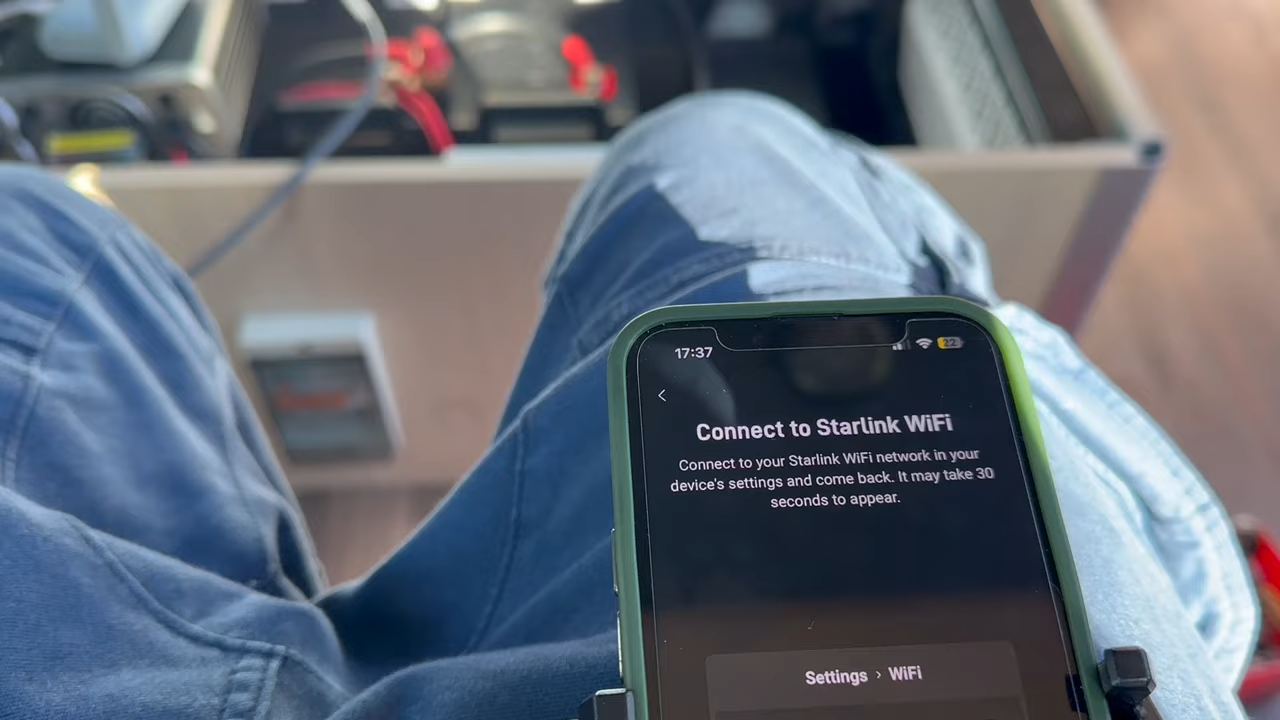 17:37
22
Connect to Starlink WiFi
Connect to your Starlink WiFi network in your
device's settings and come back. It may take 30
seconds to appear.
Settings › WiFi